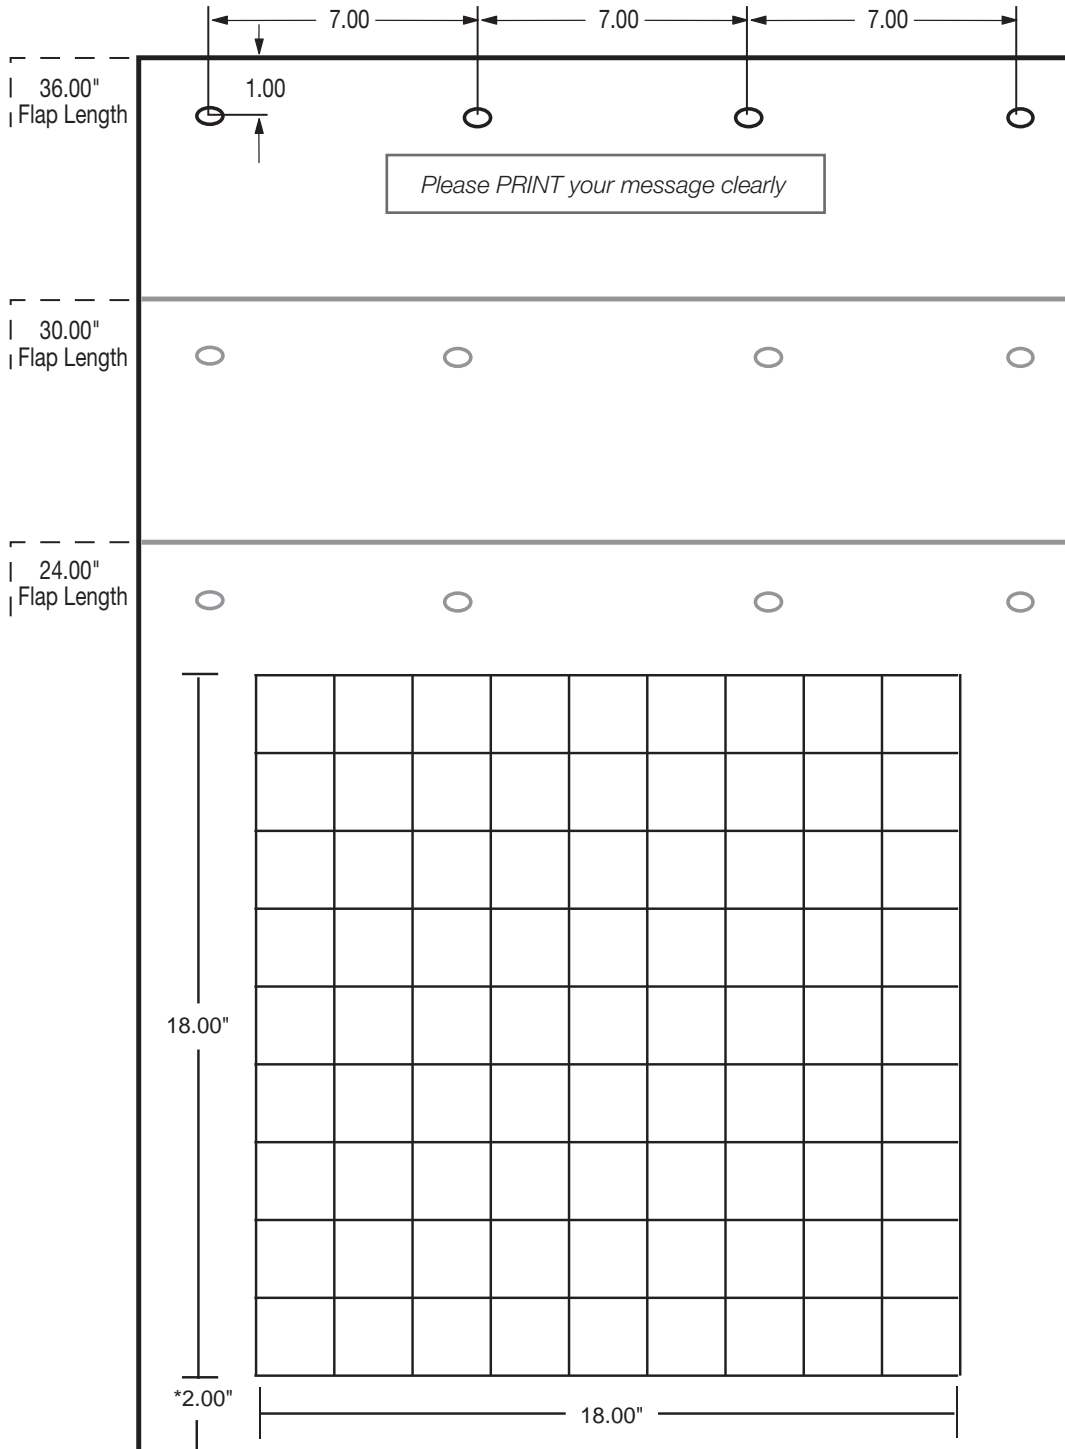 7.00 7.00 7.00
36.00"
Flap Length
1.00
Please PRINT your message clearly
30.00"
Flap Length
24.00"
Flap Length
18.00"
*2.00"
18.00"